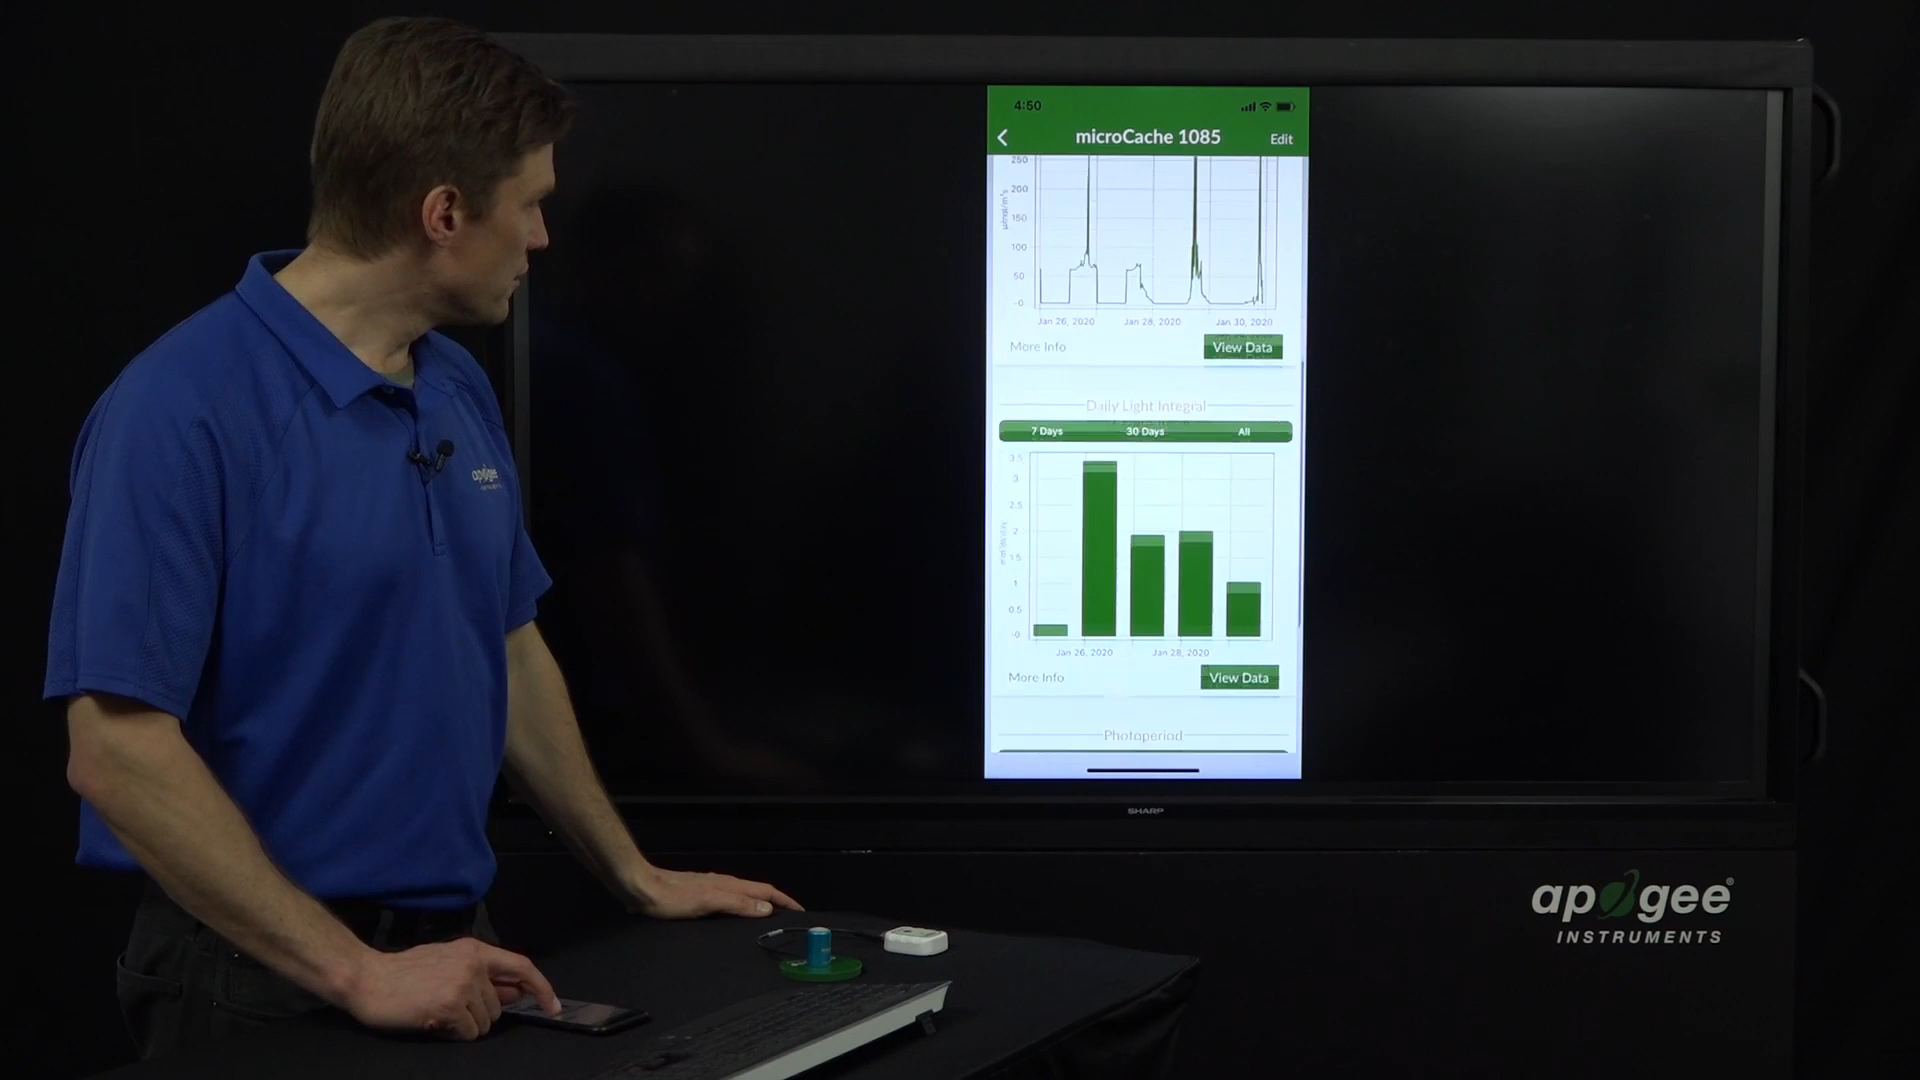 4:50
microCache 1085
Edit
250
200
150
100
50
-0
Jan 26, 2020
Jan 28, 2020
Jan 30, 2020
More Info
View Data
Daily Light Integral
7 Days
30 Days
All
3.5
3
2.5
2
1.5
1
0.5
-0
Jan 26, 2020
Jan 28, 2020
More Info
View Data
Photoperiod
SHARP
apogee
apogee®
INSTRUMENTS